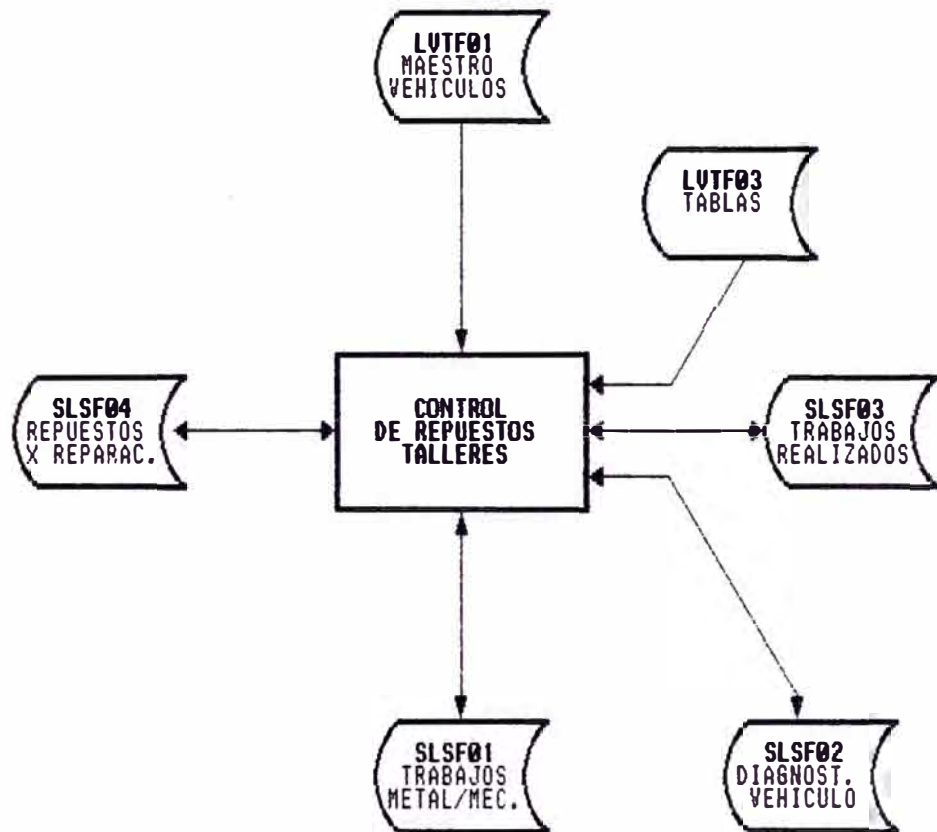 LVTF01
MAESTRO
VEHICULOS
LVTF03
TABLAS
SLSF04
REPUESTOS
X REPARAC.
CONTROL
DE REPUESTOS
TALLERES
SLSF03
TRABAJOS
REALIZADOS
SLSF01
TRABAJOS
METAL/MEC.
SLSF02
DIAGNOST.
VEHICULO